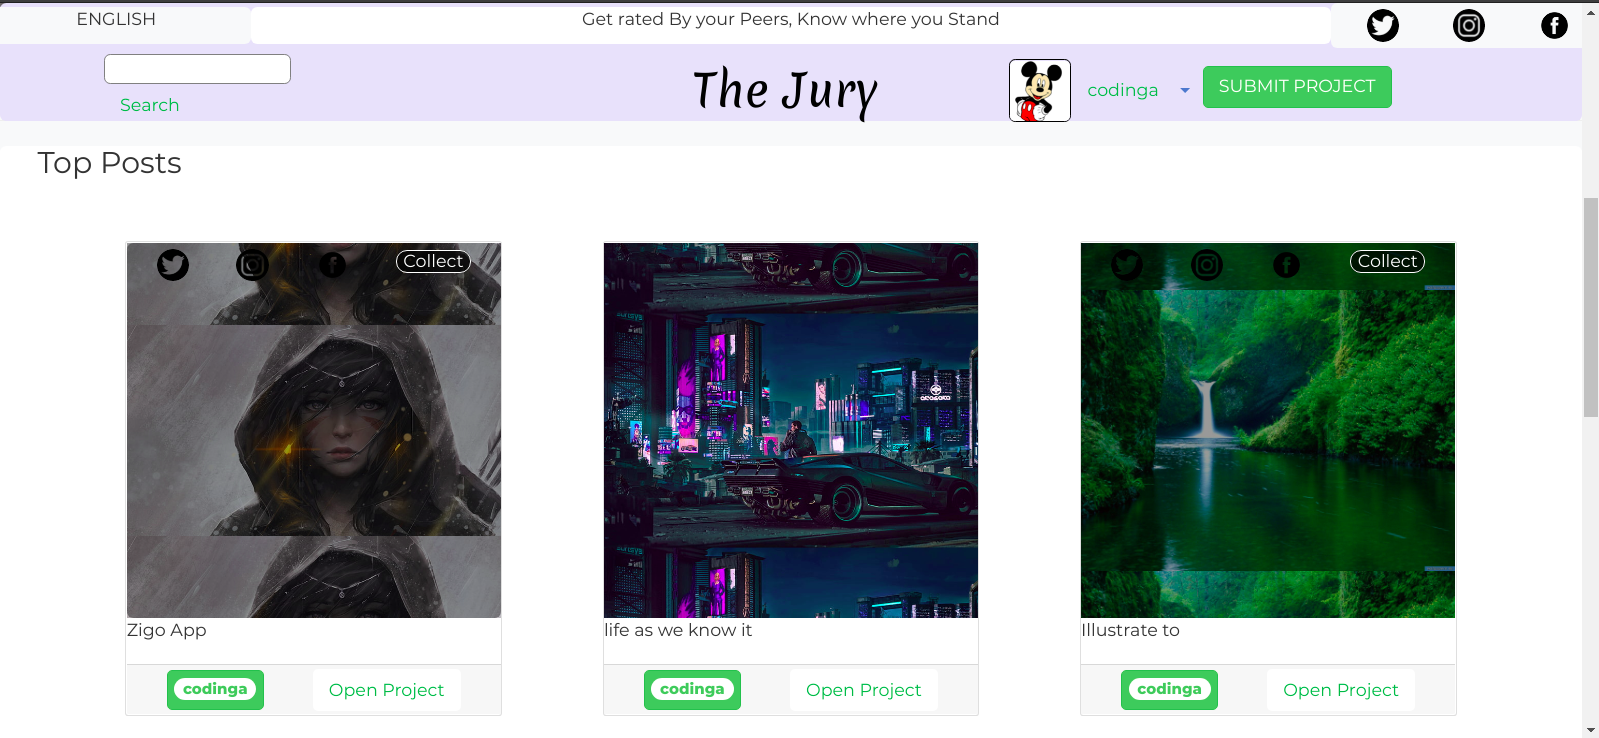 ENGLISH
Get rated By your Peers, Know where you Stand
Search
The Jury
codinga
SUBMIT PROJECT
Top Posts
Collect
Collect
Zigo App
life as we know it
Illustrate to
codinga
Open Project
codinga
Open Project
codinga
Open Project